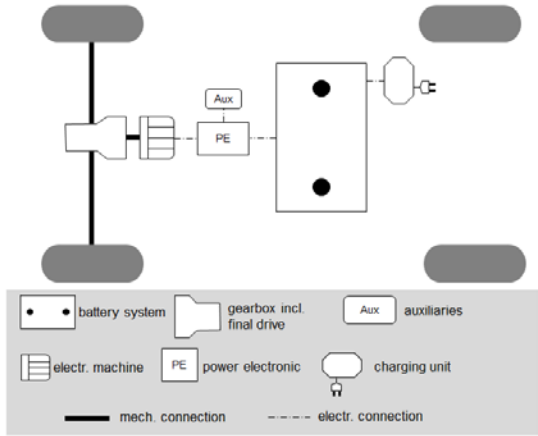 Aux
PE
battery system
gearbox incl.
final drive
Aux
auxiliaries
electr. machine
PE
power electronic
charging unit
mech. connection
electr. connection